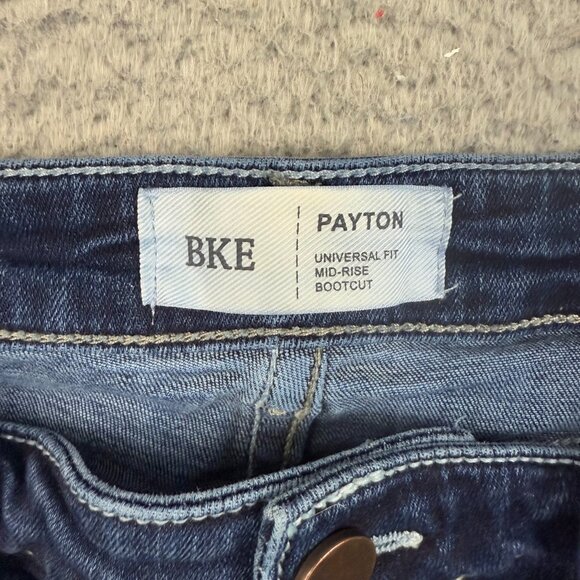 BKE
PAYTON
UNIVERSAL FIT
MID-RISE
BOOTCUT